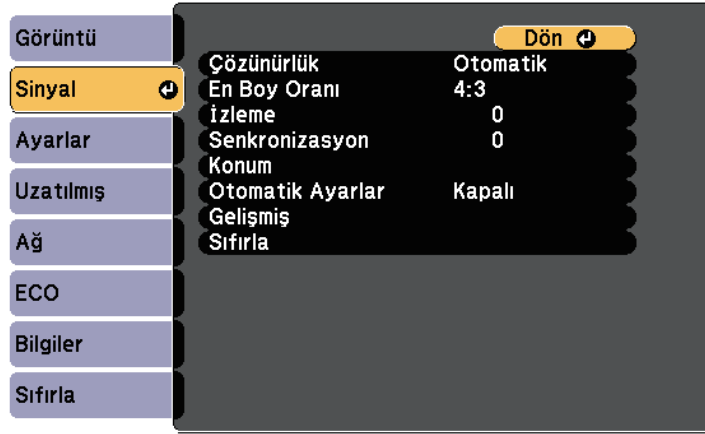 Görüntü
Sinyal
Ayarlar
Uzatılmış
Ağ
ECO
Bilgiler
Sıfırla
Dön
Çözünürlük Otomatik
En Boy Oranı 4:3
İzleme 0
Senkronizasyon 0
Konum
Otomatik Ayarlar Kapalı
Gelişmiş
Sıfırla